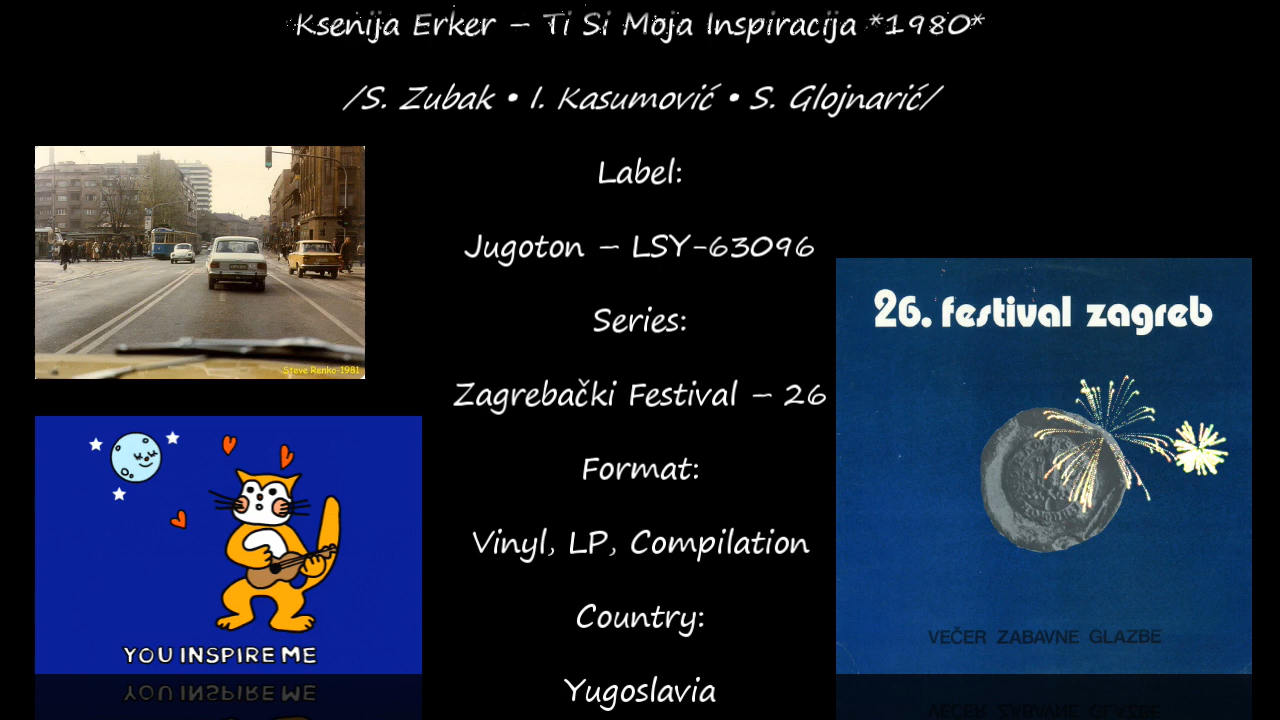 Ksenija Erker – Ti Si Moja Inspiracija *1980*
/S. Zubak • I. Kasumović • S. Glojnarić/
Label:
Jugoton – LSY-63096
Series:
Zagrebački Festival – 26
Format:
Vinyl, LP, Compilation
Country:
Yugoslavia
Steve Renko-1981
YOU INSPIRE ME
26. festival zagreb
VEČER ZABAVNE GLAZBE